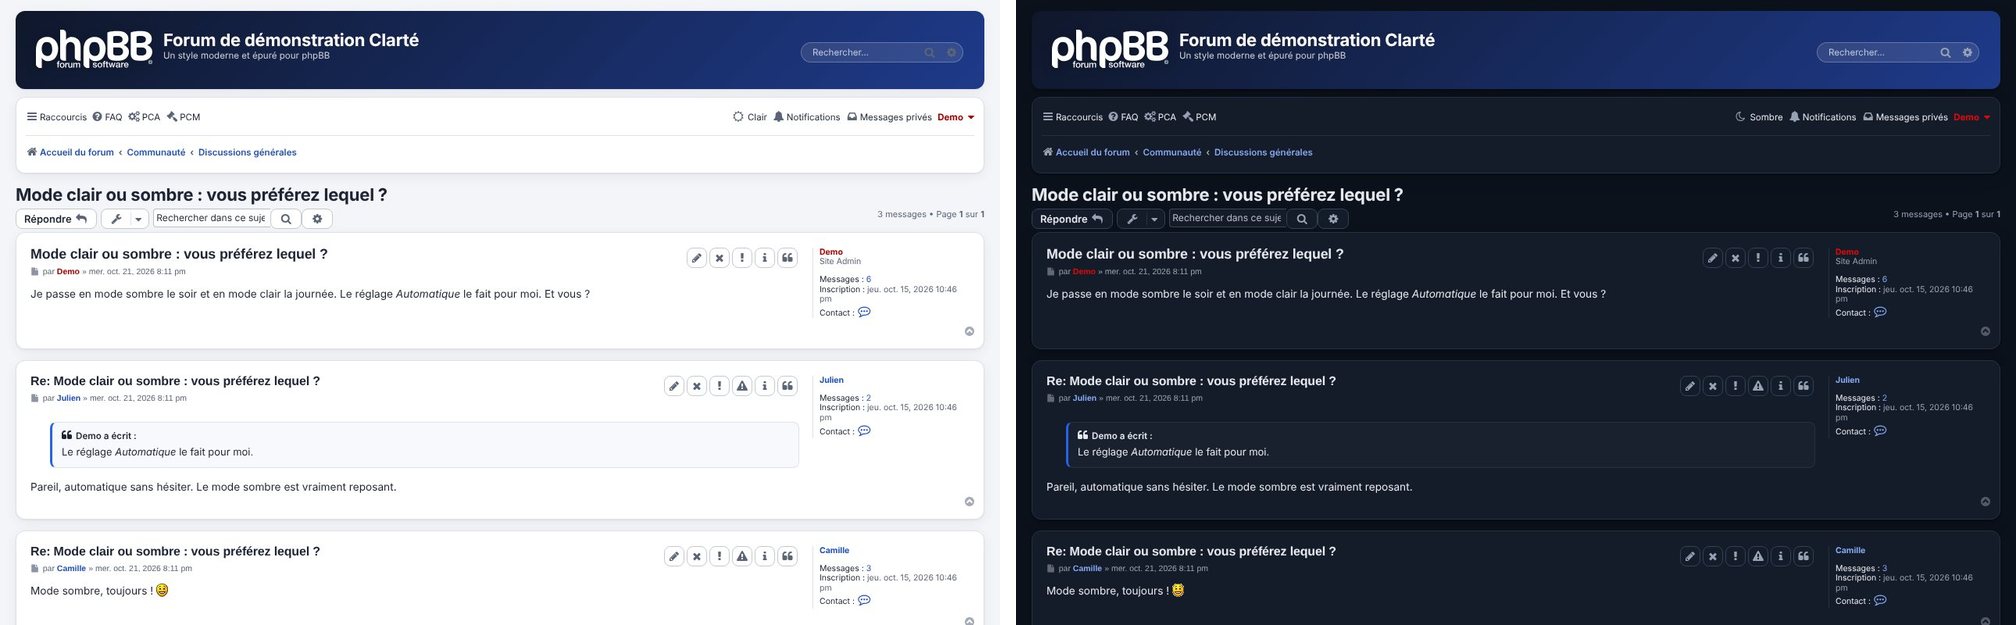 phpBB
forum software
Forum de démonstration Clarté
Un style moderne et épuré pour phpBB
Rechercher…
Raccourcis FAQ PCA PCM
Clair Notifications Messages privés Demo
Accueil du forum ‹ Communauté ‹ Discussions générales
Mode clair ou sombre : vous préférez lequel ?
Répondre
Rechercher dans ce suje
3 messages • Page 1 sur 1
Mode clair ou sombre : vous préférez lequel ?
par Demo » mer. oct. 21, 2026 8:11 pm
Je passe en mode sombre le soir et en mode clair la journée. Le réglage Automatique le fait pour moi. Et vous ?
Demo
Site Admin
Messages : 6
Inscription : jeu. oct. 15, 2026 10:46
pm
Contact :
Re: Mode clair ou sombre : vous préférez lequel ?
par Julien » mer. oct. 21, 2026 8:11 pm
Demo a écrit :
Le réglage Automatique le fait pour moi.
Pareil, automatique sans hésiter. Le mode sombre est vraiment reposant.
Julien
Messages : 2
Inscription : jeu. oct. 15, 2026 10:46
pm
Contact :
Re: Mode clair ou sombre : vous préférez lequel ?
par Camille » mer. oct. 21, 2026 8:11 pm
Mode sombre, toujours !
Camille
Messages : 3
Inscription : jeu. oct. 15, 2026 10:46
pm
Contact :
phpBB
forum software
Forum de démonstration Clarté
Un style moderne et épuré pour phpBB
Rechercher…
Raccourcis FAQ PCA PCM
Sombre Notifications Messages privés Demo
Accueil du forum ‹ Communauté ‹ Discussions générales
Mode clair ou sombre : vous préférez lequel ?
Répondre
Rechercher dans ce suje
3 messages • Page 1 sur 1
Mode clair ou sombre : vous préférez lequel ?
par Demo » mer. oct. 21, 2026 8:11 pm
Je passe en mode sombre le soir et en mode clair la journée. Le réglage Automatique le fait pour moi. Et vous ?
Demo
Site Admin
Messages : 6
Inscription : jeu. oct. 15, 2026 10:46
pm
Contact :
Re: Mode clair ou sombre : vous préférez lequel ?
par Julien » mer. oct. 21, 2026 8:11 pm
Demo a écrit :
Le réglage Automatique le fait pour moi.
Pareil, automatique sans hésiter. Le mode sombre est vraiment reposant.
Julien
Messages : 2
Inscription : jeu. oct. 15, 2026 10:46
pm
Contact :
Re: Mode clair ou sombre : vous préférez lequel ?
par Camille » mer. oct. 21, 2026 8:11 pm
Mode sombre, toujours !
Camille
Messages : 3
Inscription : jeu. oct. 15, 2026 10:46
pm
Contact :